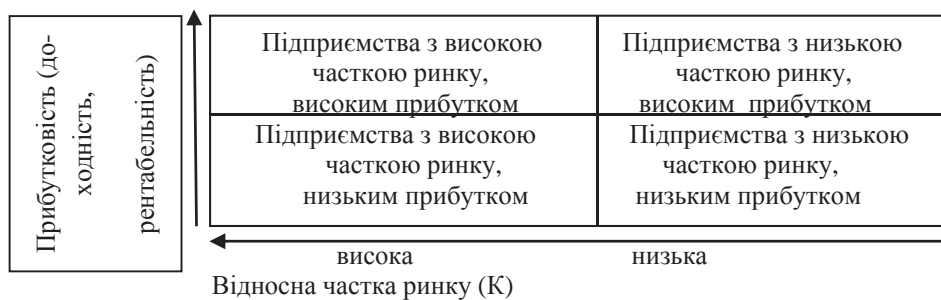 Прибутковість (до-
ходність,
рентабельність)
Підприємства з високою
часткою ринку,
високим прибутком
Підприємства з низькою
часткою ринку,
високим прибутком
Підприємства з високою
часткою ринку,
низьким прибутком
Підприємства з низькою
часткою ринку,
низьким прибутком
висока
низька
Відносна частка ринку (К)